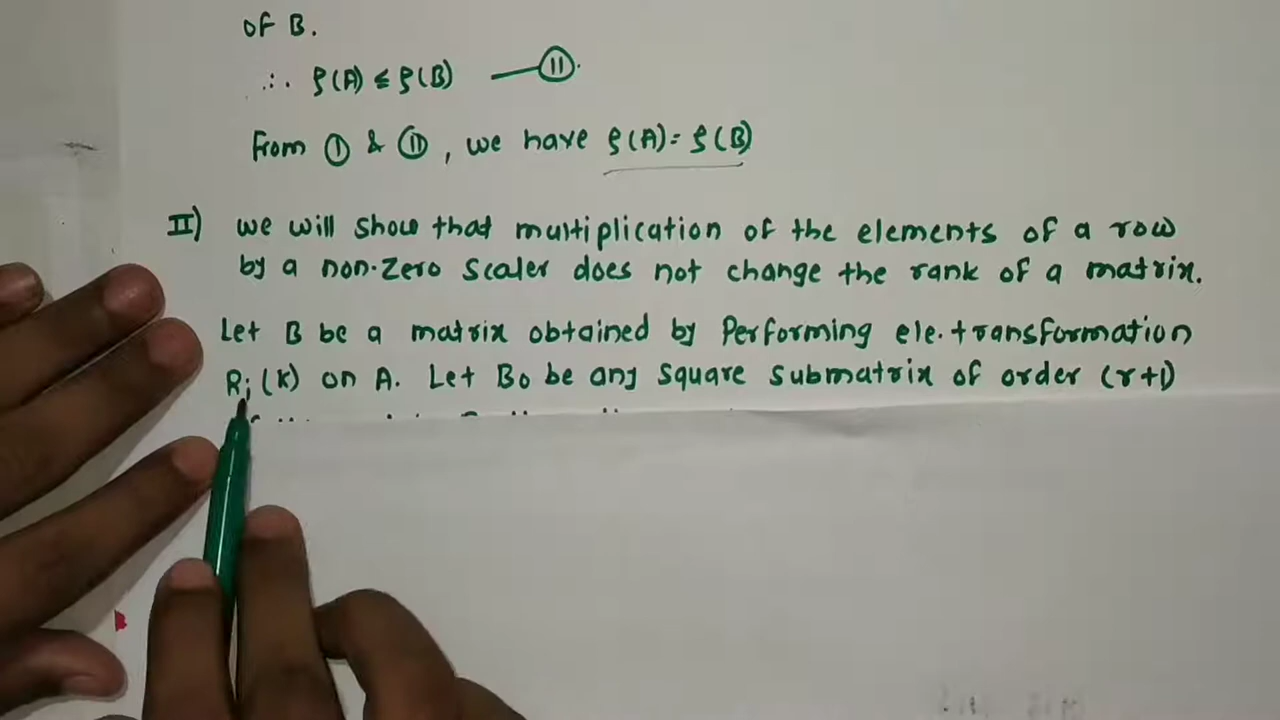 of B.
∴ ρ(A) ≤ ρ(B) — II
From I & II, we have ρ(A) = ρ(B)
II) we will show that multiplication of the elements of a row
by a non-zero scaler does not change the rank of a matrix.
Let B be a matrix obtained by Performing ele. transformation
Ri(k) on A. Let B₀ be any square submatrix of order (r+1)